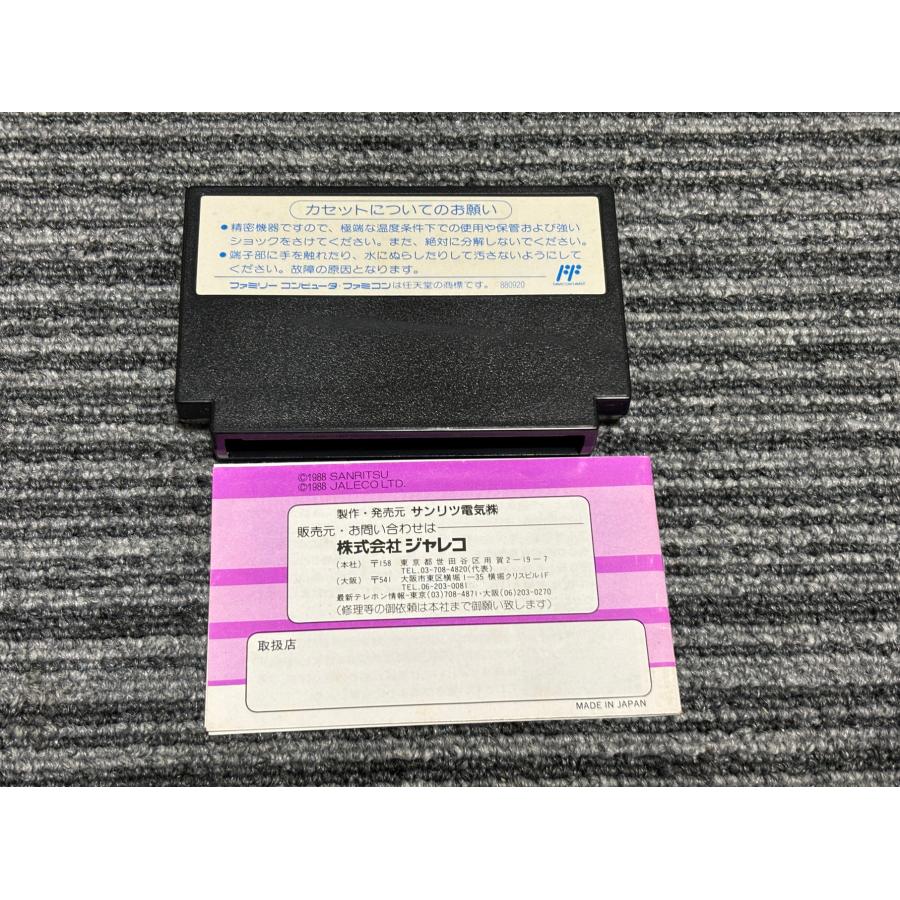 カセットについてのお願い
●精密機器ですので、極端な温度条件下での使用や保管および強い
ショックをさけてください。また、絶対に分解しないでください。
●端子部に手を触れたり、水にぬらしたりして汚さないようにして
ください。故障の原因となります。
ファミリー コンピュータ・ファミコンは任天堂の商標です。 880920
©1988 SANRITSU
©1988 JALECO LTD.
製作・発売元 サンリツ電気㈱
販売元・お問い合わせは
株式会社 ジャレコ
(本社) 〒158 東京都世田谷区用賀2-19-7
TEL.03-708-4820(代表)
(大阪) 〒541 大阪市東区横堀1-35 横堀クリスビル1F
TEL.06-203-0081
最新テレホン情報-東京(03)708-4871・大阪(06)203-0270
(修理等の御依頼は本社まで御願い致します)
取扱店
MADE IN JAPAN